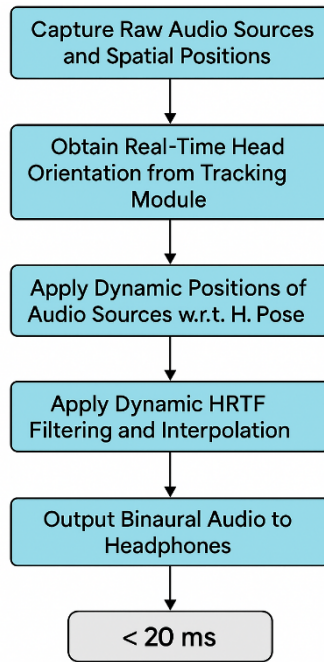 Capture Raw Audio Sources
and Spatial Positions
Obtain Real-Time Head
Orientation from Tracking
Module
Apply Dynamic Positions of
Audio Sources w.r.t. H. Pose
Apply Dynamic HRTF
Filtering and Interpolation
Output Binaural Audio to
Headphones
< 20 ms